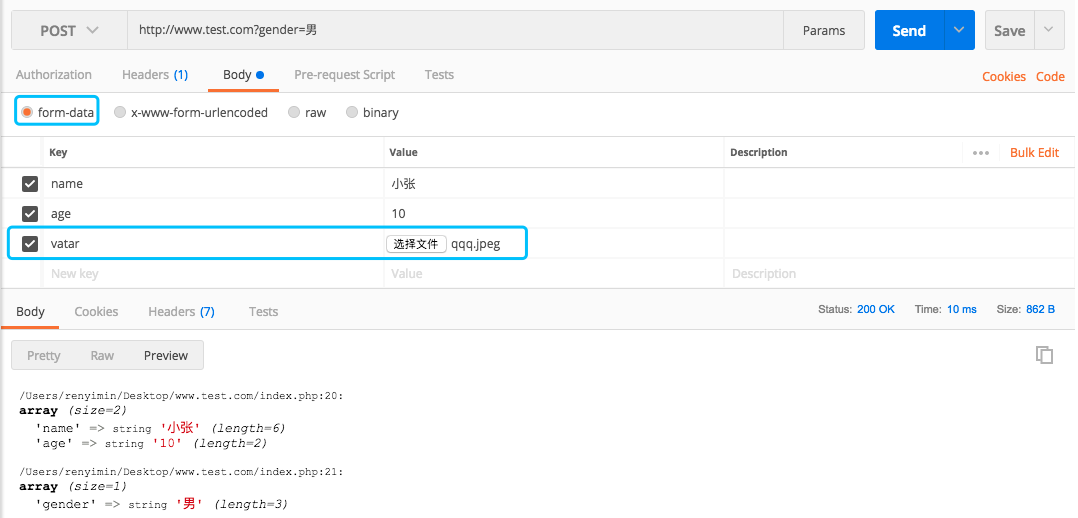 POST http://www.test.com?gender=男 Params Send Save
Authorization Headers (1) Body Pre-request Script Tests Cookies Code
form-data x-www-form-urlencoded raw binary
Key Value Description ••• Bulk Edit
name 小张
age 10
vatar 选择文件 qqq.jpeg
New key Value Description
Body Cookies Headers (7) Tests Status: 200 OK Time: 10 ms Size: 862 B
Pretty Raw Preview
/Users/renyimin/Desktop/www.test.com/index.php:20:
array (size=2)
'name' => string '小张' (length=6)
'age' => string '10' (length=2)
/Users/renyimin/Desktop/www.test.com/index.php:21:
array (size=1)
'gender' => string '男' (length=3)